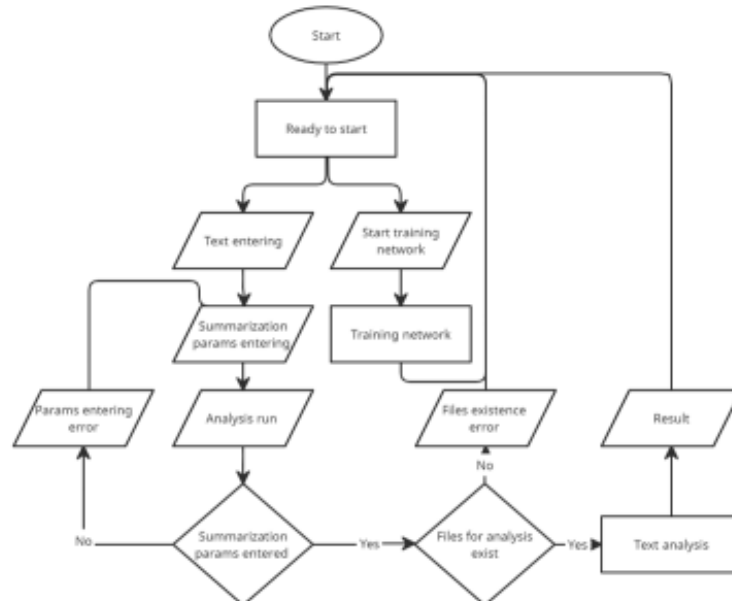 Start
Ready to start
Text entering
Start training
network
Summarization
params entering
Training network
Params entering
error
Analysis run
Files existence
error
Result
No
No
Summarization
params entered
Yes
Files for analysis
exist
Yes
Text analysis